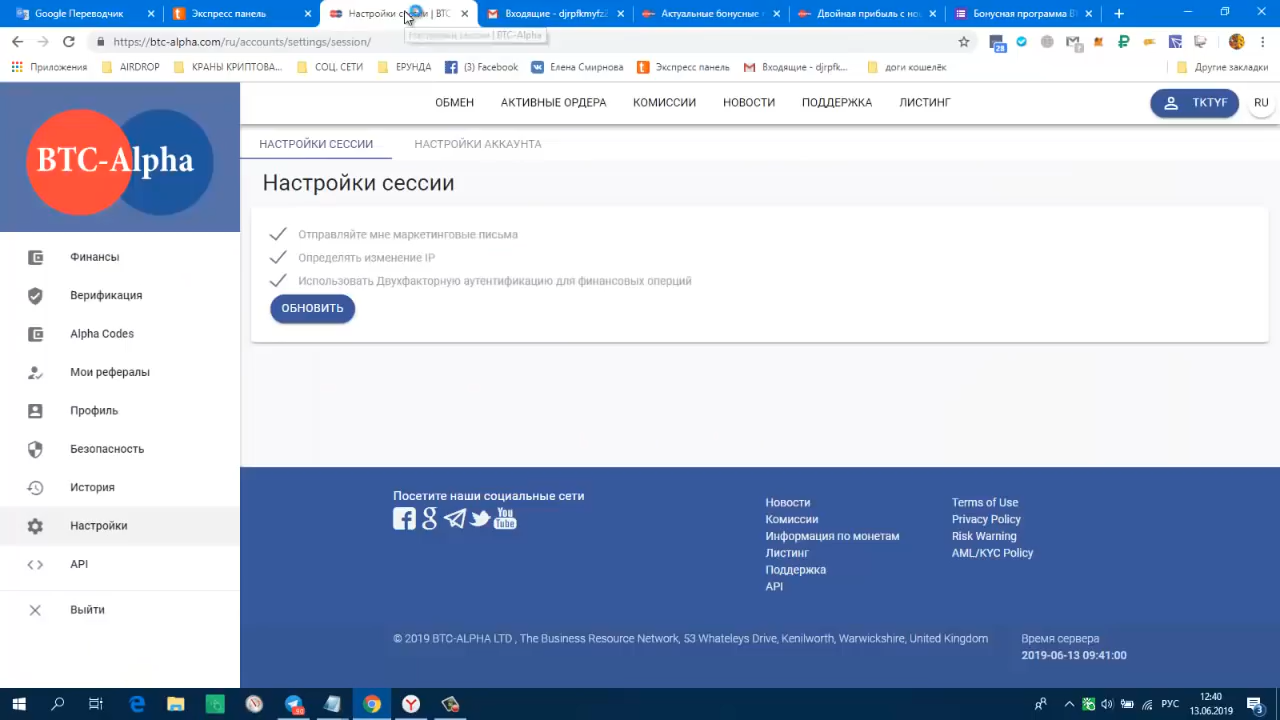 Google Переводчик
Экспресс панель
Входящие - djrpfkmyfz2
Актуальные бонусные
Двойная прибыль с но
Бонусная программа B
https://btc-alpha.com/ru/accounts/settings/session/
Настройки сессии | BTC-Alpha
28
Приложения
AIRDROP
КРАНЫ КРИПТОВА...
СОЦ. СЕТИ
ЕРУНДА
(3) Facebook
Елена Смирнова
Экспресс панель
Входящие - djrpfk...
доги кошелёк
Другие закладки
BTC-Alpha
ОБМЕН
АКТИВНЫЕ ОРДЕРА
КОМИССИИ
НОВОСТИ
ПОДДЕРЖКА
ЛИСТИНГ
TKTYF
RU
НАСТРОЙКИ СЕССИИ
НАСТРОЙКИ АККАУНТА
Настройки сессии
Отправляйте мне маркетинговые письма
Определять изменение IP
Использовать Двухфакторную аутентификацию для финансовых оперций
ОБНОВИТЬ
Финансы
Верификация
Alpha Codes
Мои рефералы
Профиль
Безопасность
История
Настройки
API
Выйти
Посетите наши социальные сети
You
Tube
Новости
Комиссии
Информация по монетам
Листинг
Поддержка
API
Terms of Use
Privacy Policy
Risk Warning
AML/KYC Policy
© 2019 BTC-ALPHA LTD , The Business Resource Network, 53 Whateleys Drive, Kenilworth, Warwickshire, United Kingdom
Время сервера
2019-06-13 09:41:00
РУС
12:40
13.06.2019